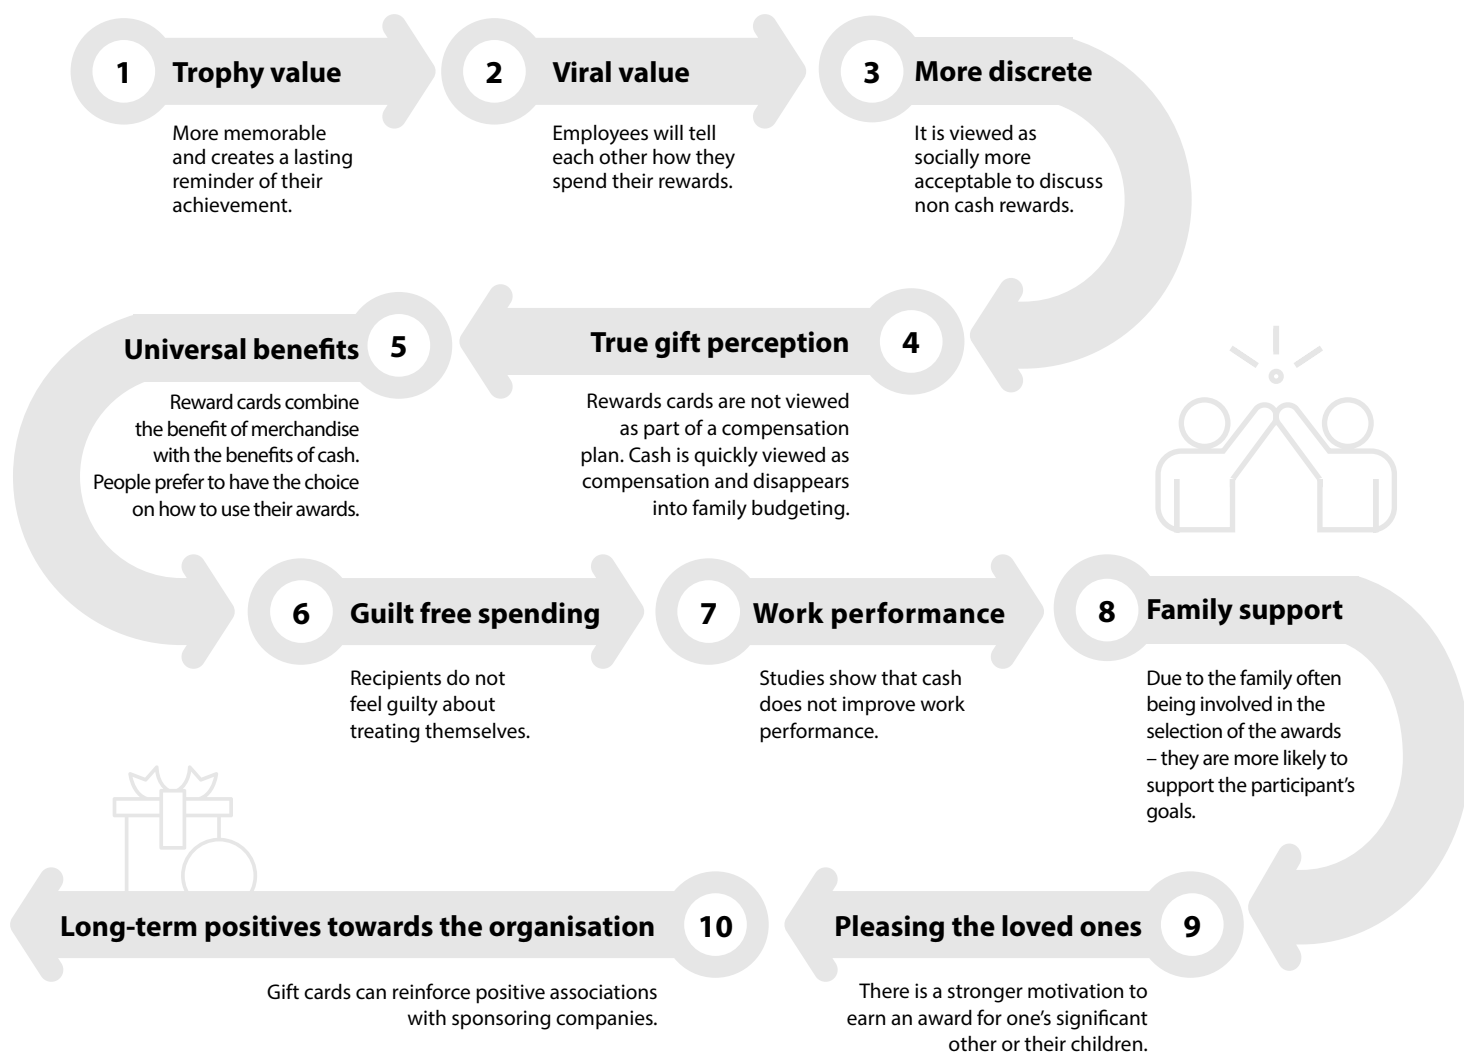 1
Trophy value
More memorable
and creates a lasting
reminder of their
achievement.
2
Viral value
Employees will tell
each other how they
spend their rewards.
3
More discrete
It is viewed as
socially more
acceptable to discuss
non cash rewards.
4
True gift perception
Rewards cards are not viewed
as part of a compensation
plan. Cash is quickly viewed as
compensation and disappears
into family budgeting.
5
Universal benefits
Reward cards combine
the benefit of merchandise
with the benefits of cash.
People prefer to have the choice
on how to use their awards.
6
Guilt free spending
Recipients do not
feel guilty about
treating themselves.
7
Work performance
Studies show that cash
does not improve work
performance.
8
Family support
Due to the family often
being involved in the
selection of the awards
– they are more likely to
support the participant's
goals.
9
Pleasing the loved ones
There is a stronger motivation to
earn an award for one's significant
other or their children.
10
Long-term positives towards the organisation
Gift cards can reinforce positive associations
with sponsoring companies.